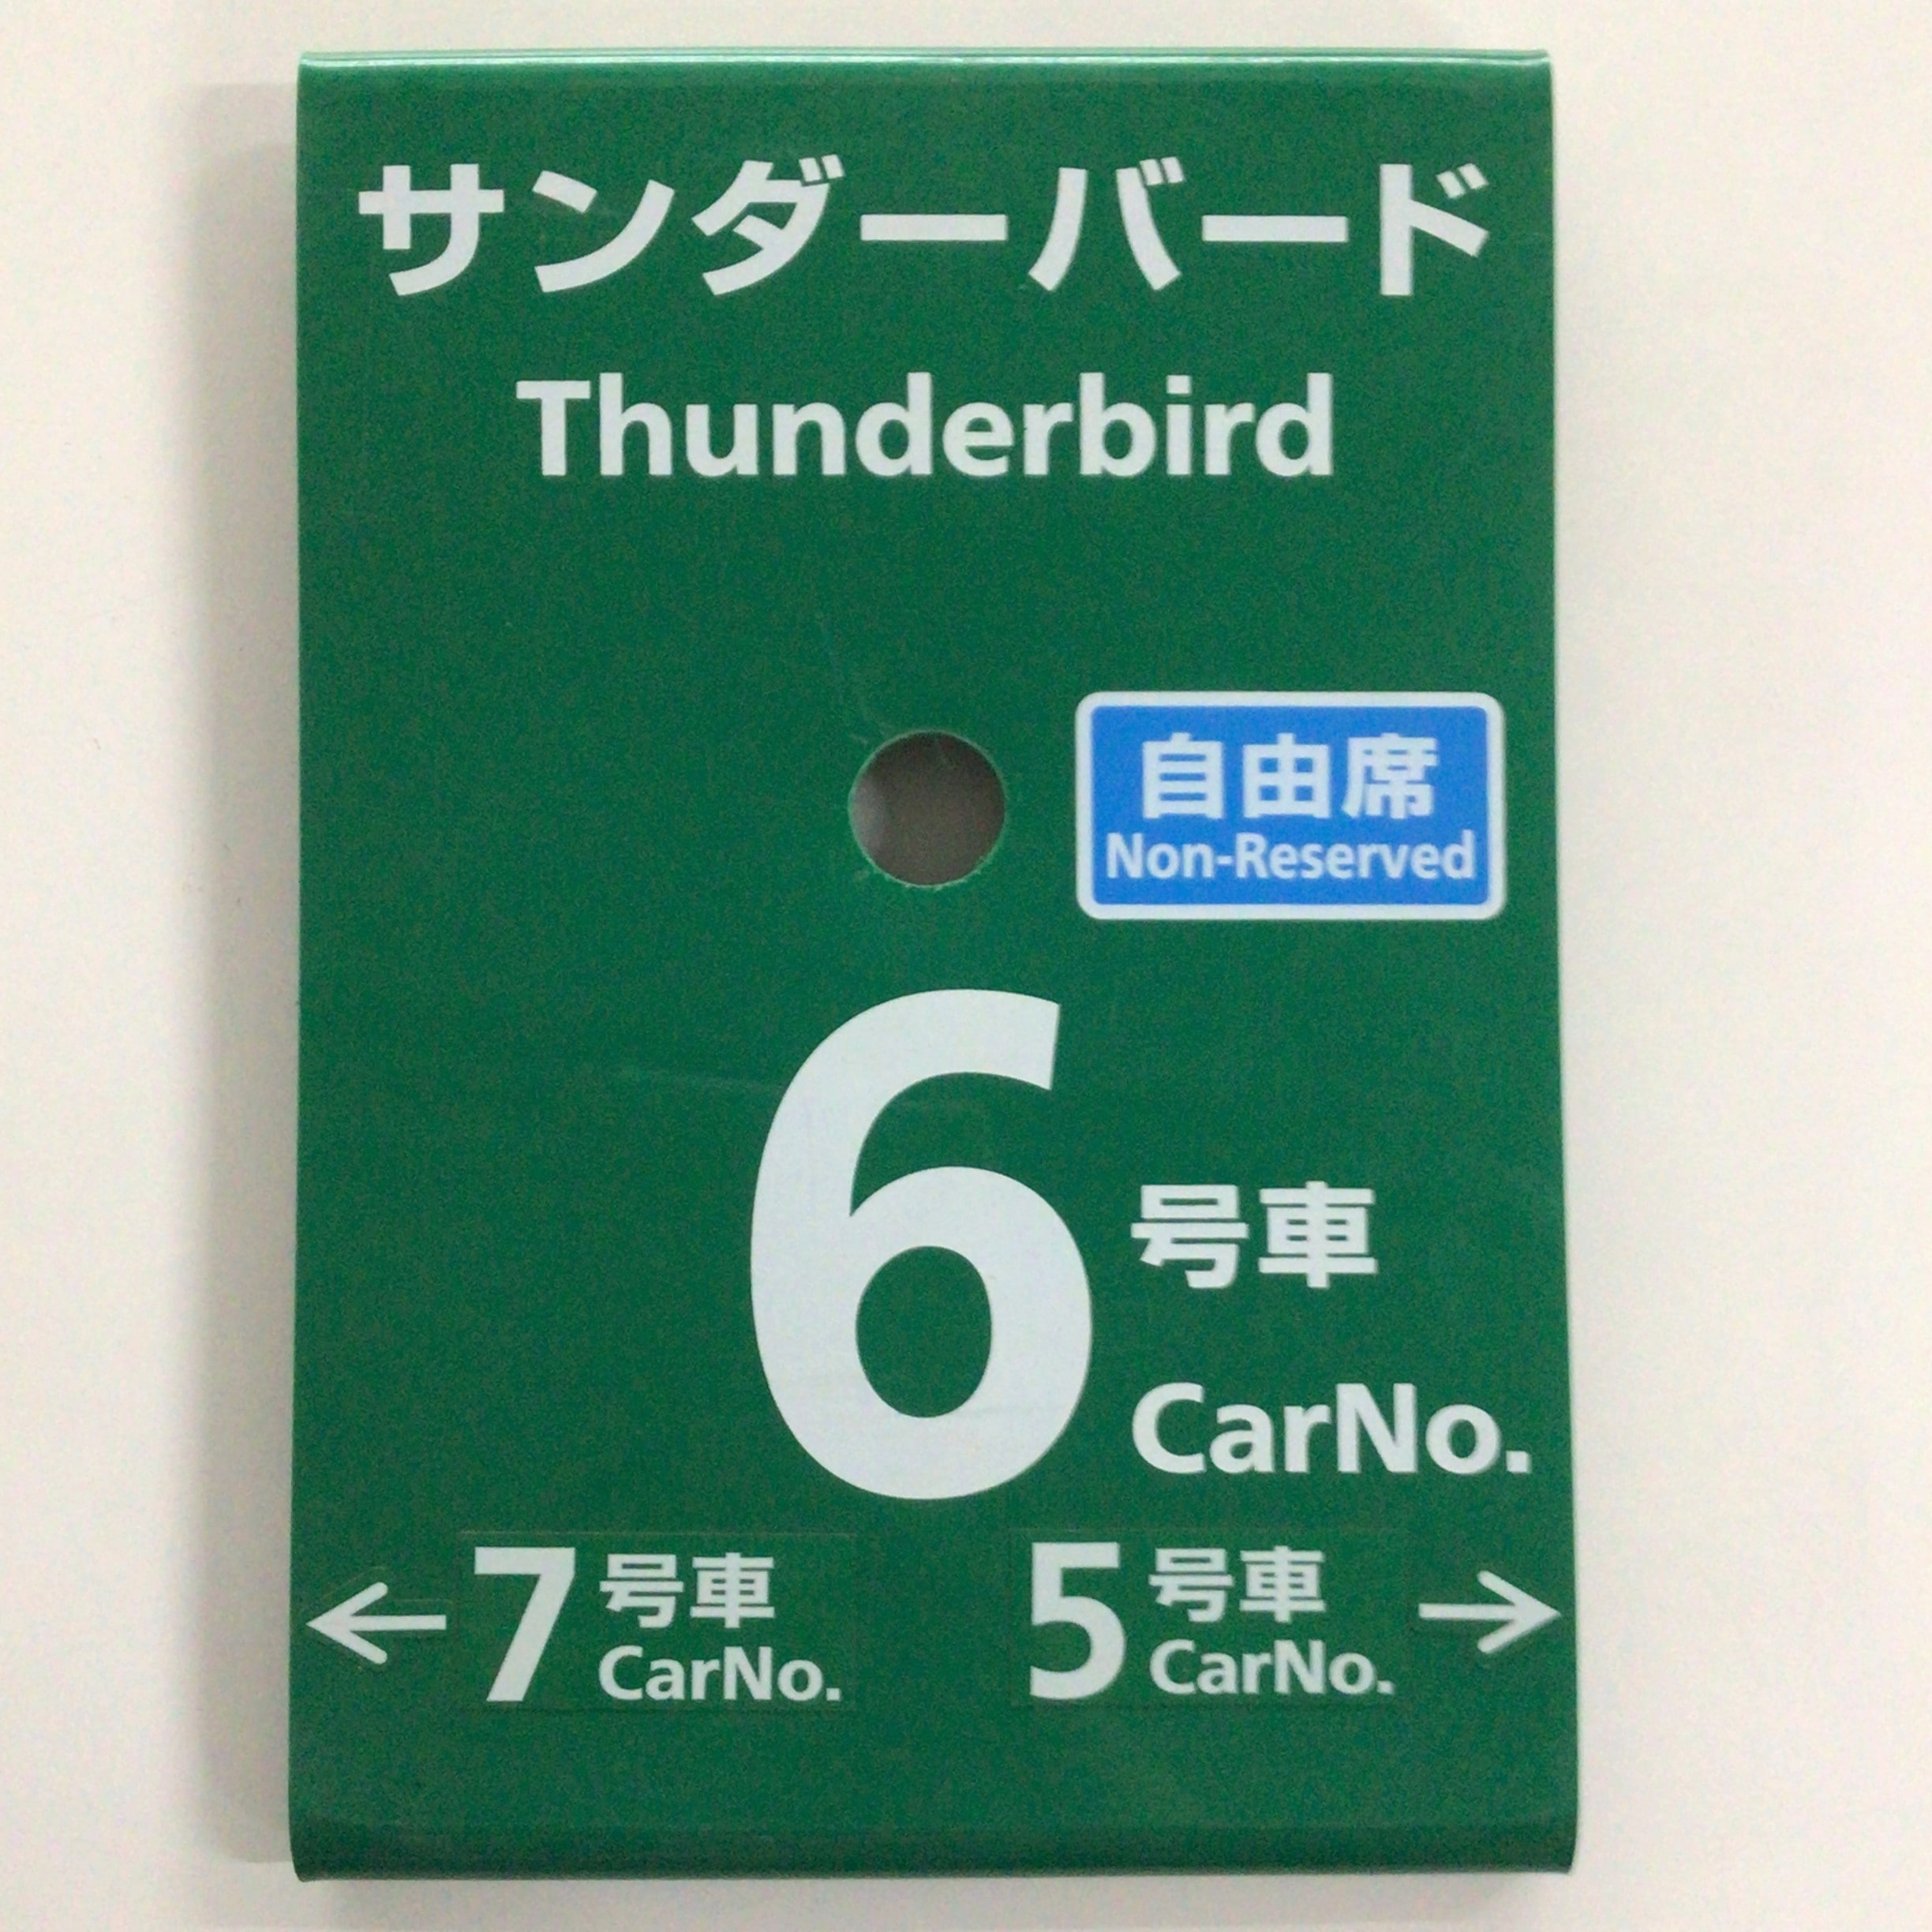 サンダーバード
Thunderbird
自由席
Non-Reserved
6 号車
CarNo.
← 7 号車 CarNo.
5 号車 CarNo. →